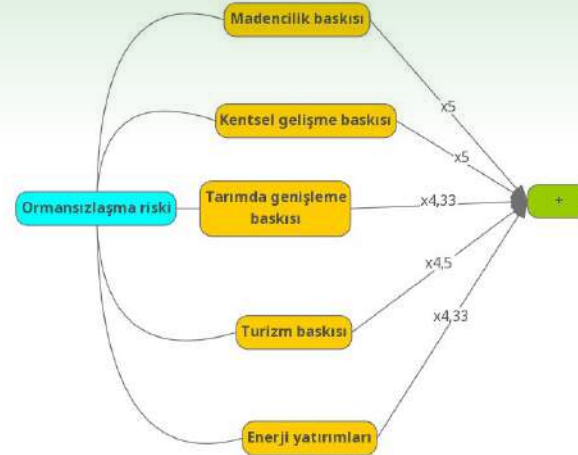 Madencilik baskısı
x5
Kentsel gelişme baskısı
x5
Ormansızlaşma riski
Tarımda genişleme
baskısı
x4,33
+
x4,5
Turizm baskısı
x4,33
Enerji yatırımları